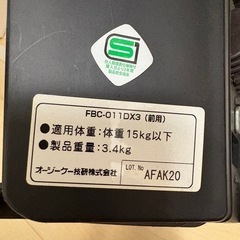 FBC-011DX3 (前用)
●適用体重：体重15kg以下
●製品重量：3.4kg
オージーケー技研株式会社
LOT. No
AFAK20